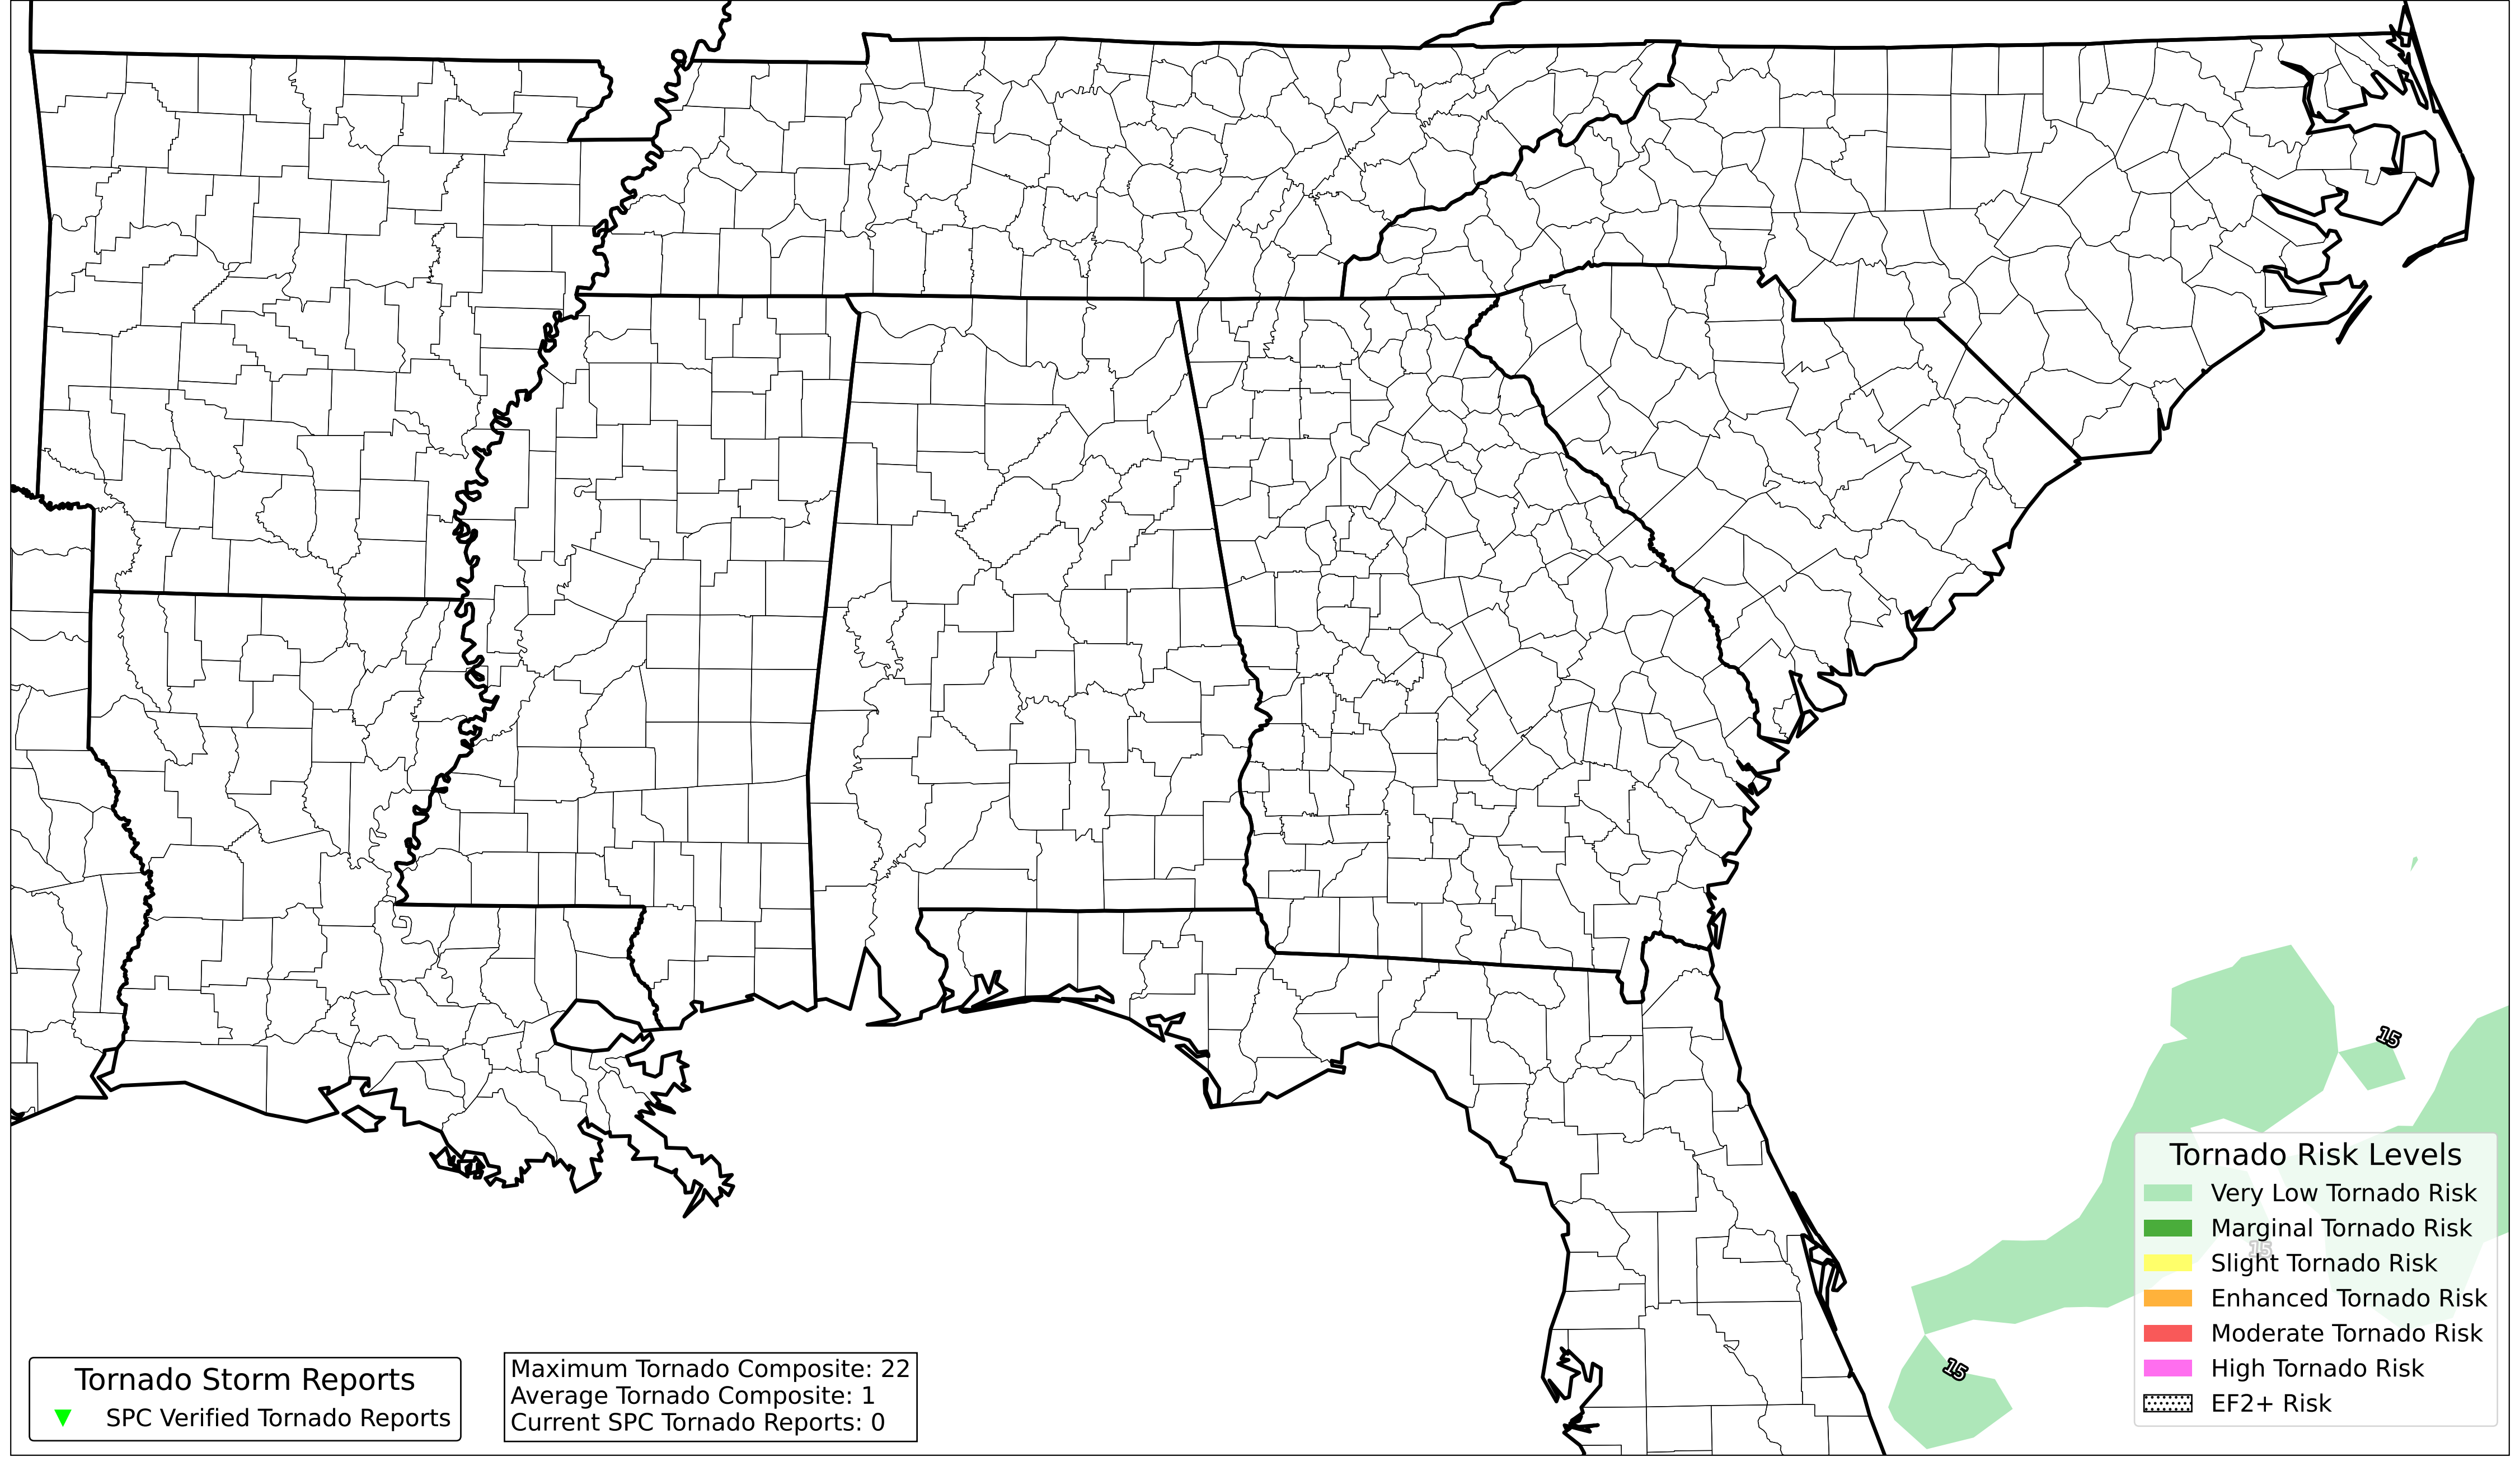 15
Tornado Risk Levels
Very Low Tornado Risk
Marginal Tornado Risk
15
Slight Tornado Risk
Enhanced Tornado Risk
Moderate Tornado Risk
High Tornado Risk
EF2+ Risk
15
Tornado Storm Reports
SPC Verified Tornado Reports
Maximum Tornado Composite: 22
Average Tornado Composite: 1
Current SPC Tornado Reports: 0